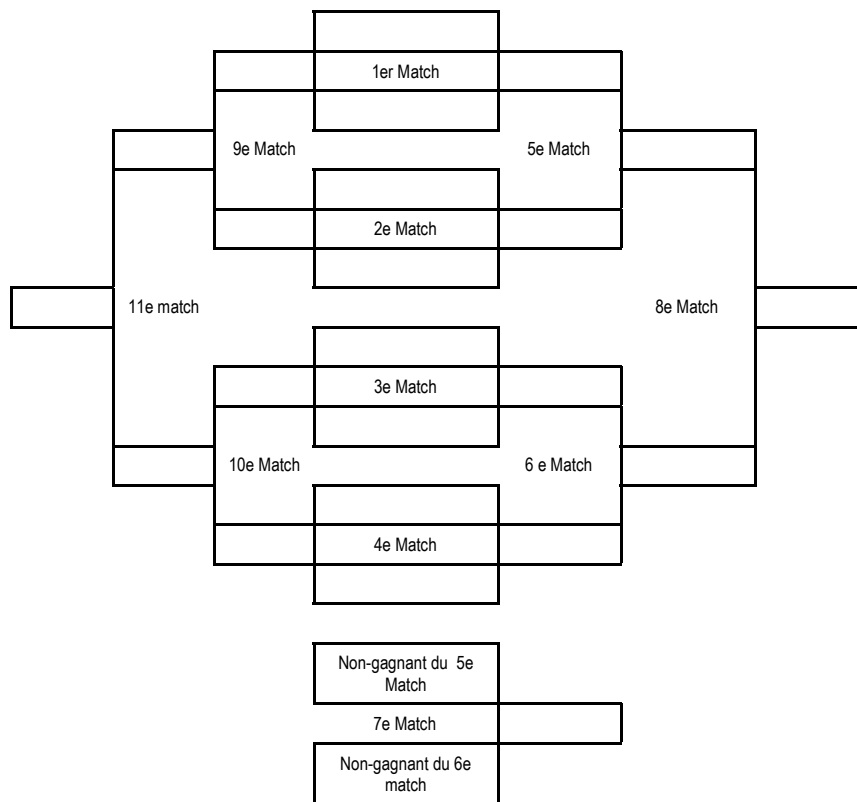 1er Match
9e Match
5e Match
2e Match
11e match
8e Match
3e Match
10e Match
6 e Match
4e Match
Non-gagnant du 5e
Match
7e Match
Non-gagnant du 6e
match